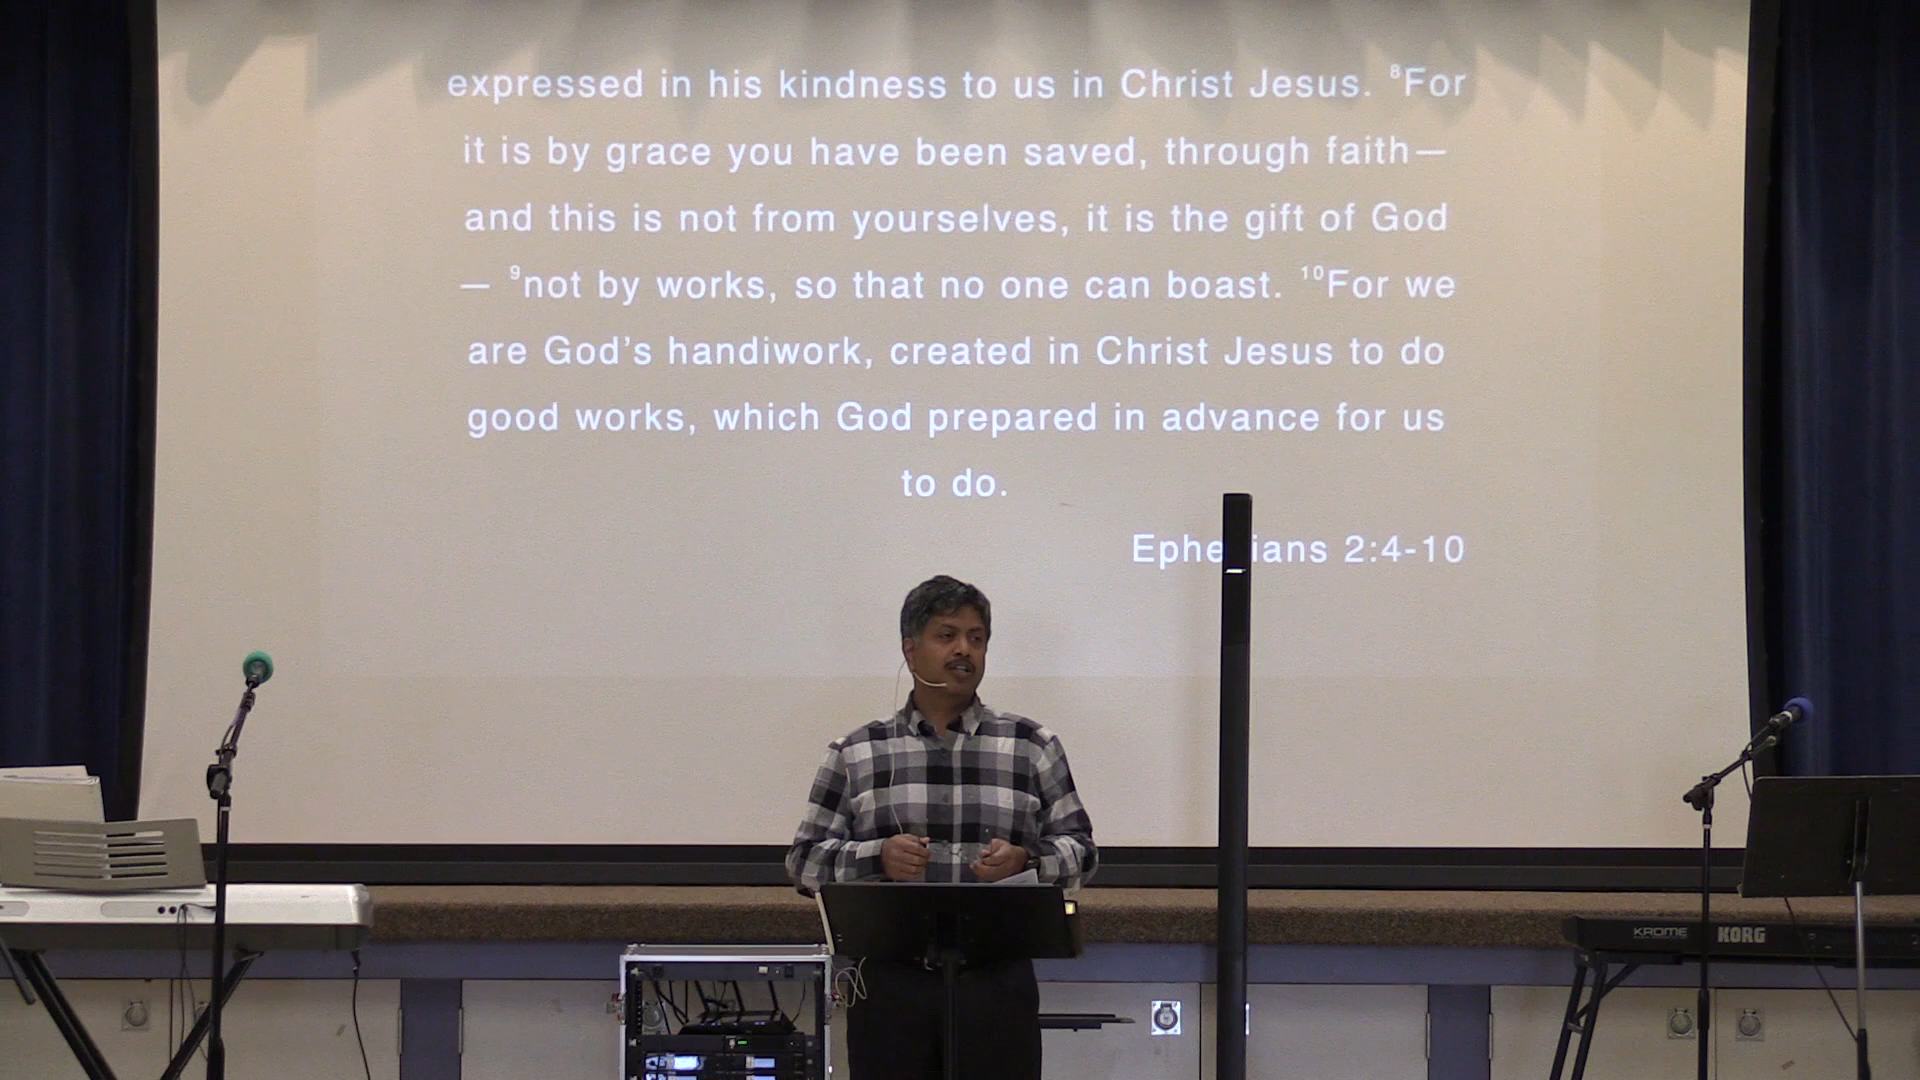 expressed in his kindness to us in Christ Jesus. ⁸For
it is by grace you have been saved, through faith—
and this is not from yourselves, it is the gift of God
— ⁹not by works, so that no one can boast. ¹⁰For we
are God’s handiwork, created in Christ Jesus to do
good works, which God prepared in advance for us
to do.
Ephesians 2:4-10
KROME KORG